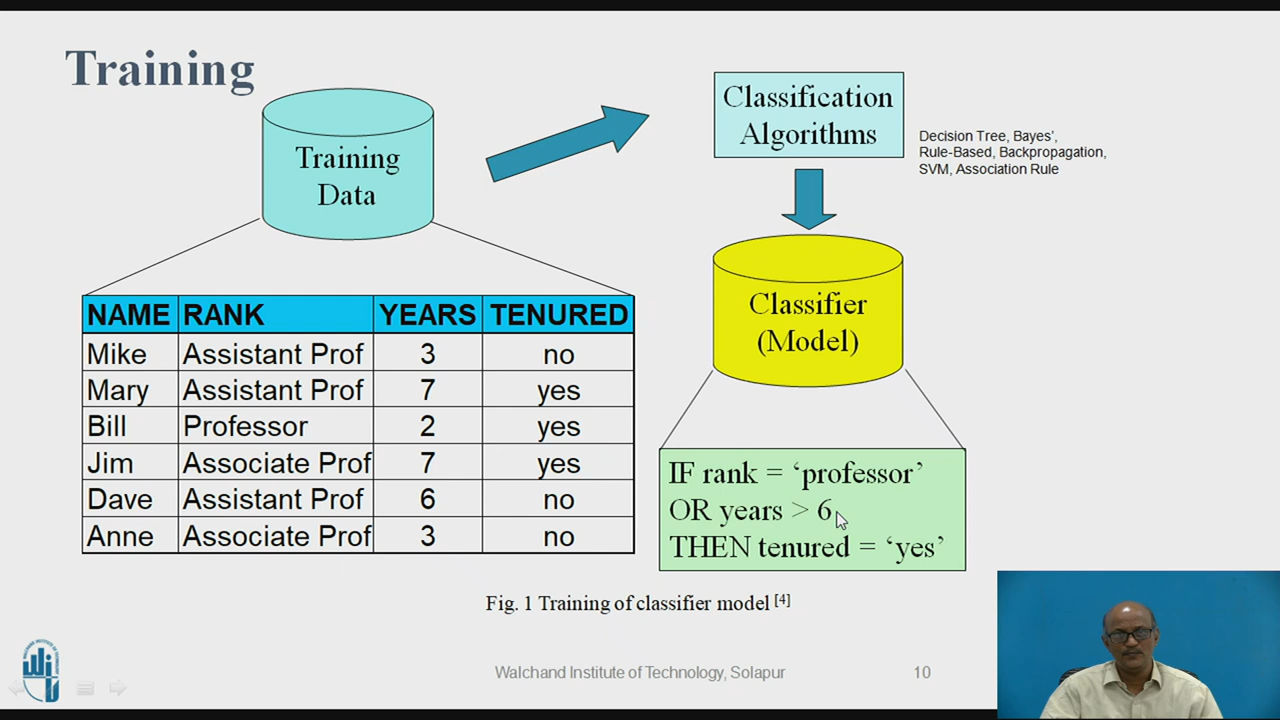 Training
Training
Data
Classification
Algorithms
Decision Tree, Bayes’,
Rule-Based, Backpropagation,
SVM, Association Rule
Classifier
(Model)
NAME RANK YEARS TENURED
Mike Assistant Prof 3 no
Mary Assistant Prof 7 yes
Bill Professor 2 yes
Jim Associate Prof 7 yes
Dave Assistant Prof 6 no
Anne Associate Prof 3 no
IF rank = ‘professor’
OR years > 6
THEN tenured = ‘yes’
Fig. 1 Training of classifier model [4]
Walchand Institute of Technology, Solapur 10